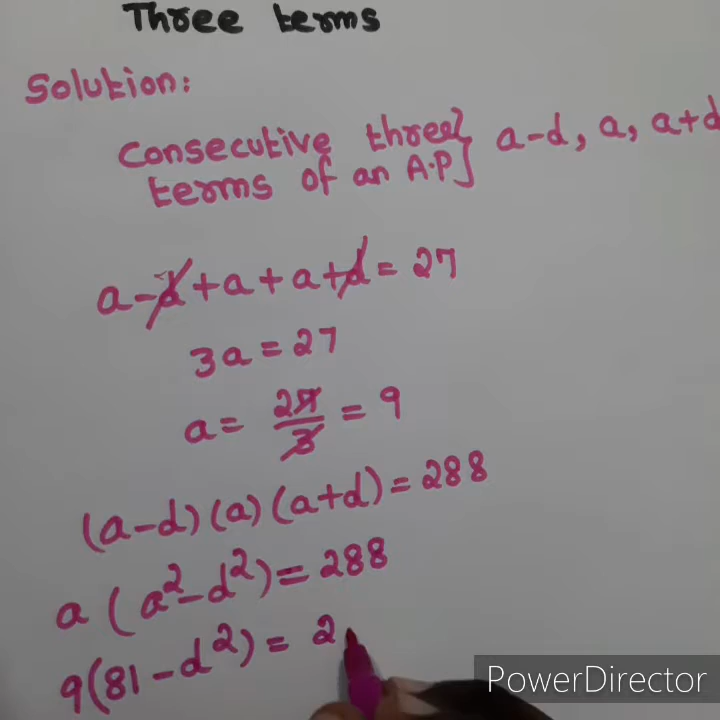 Three terms
Solution:
Consecutive three } a-d, a, a+d
terms of an A.P
a-d+a+a+d=27
3a=27
a= 27/3 = 9
(a-d)(a)(a+d)=288
a(a²-d²)=288
9(81-d²)= 2
PowerDirector